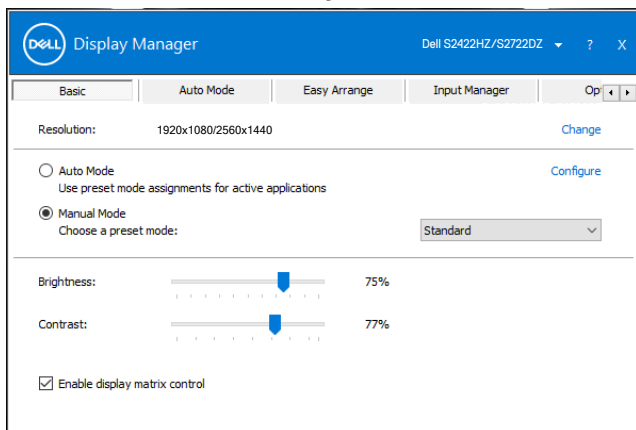 DELL Display Manager Dell S2422HZ/S2722DZ ? X
Basic Auto Mode Easy Arrange Input Manager Op
Resolution: 1920x1080/2560x1440 Change
Auto Mode Configure
Use preset mode assignments for active applications
Manual Mode
Choose a preset mode: Standard
Brightness: 75%
Contrast: 77%
Enable display matrix control